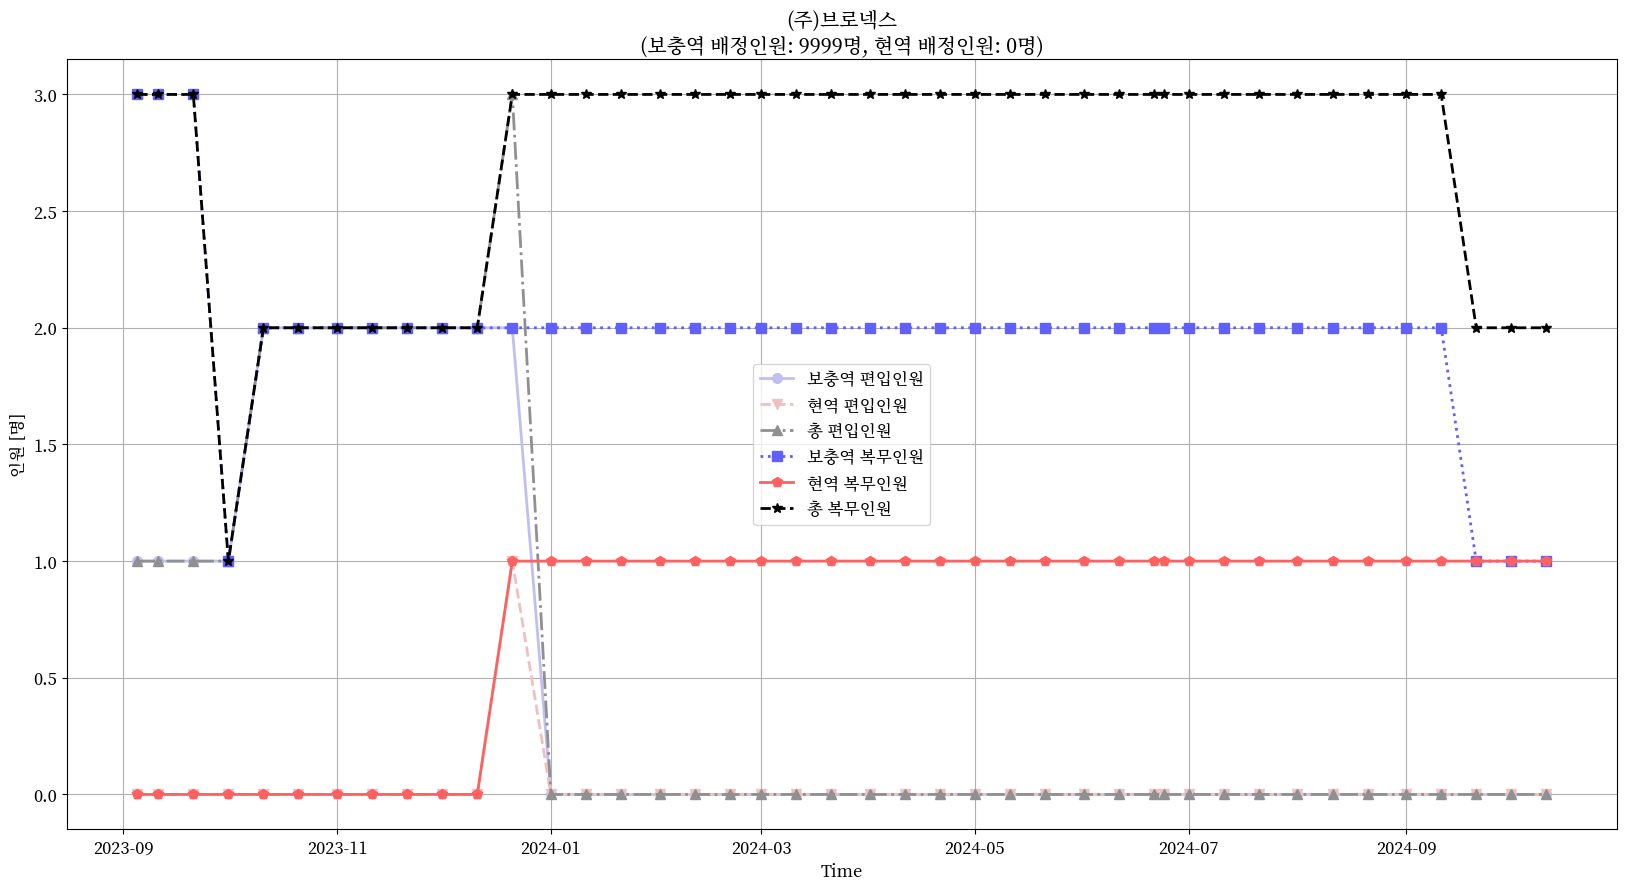 (주)브로넥스
(보충역 배정인원: 9999명, 현역 배정인원: 0명)
인원 [명]
3.0
2.5
2.0
1.5
1.0
0.5
0.0
보충역 편입인원
현역 편입인원
총 편입인원
보충역 복무인원
현역 복무인원
총 복무인원
2023-09
2023-11
2024-01
2024-03
2024-05
2024-07
2024-09
Time